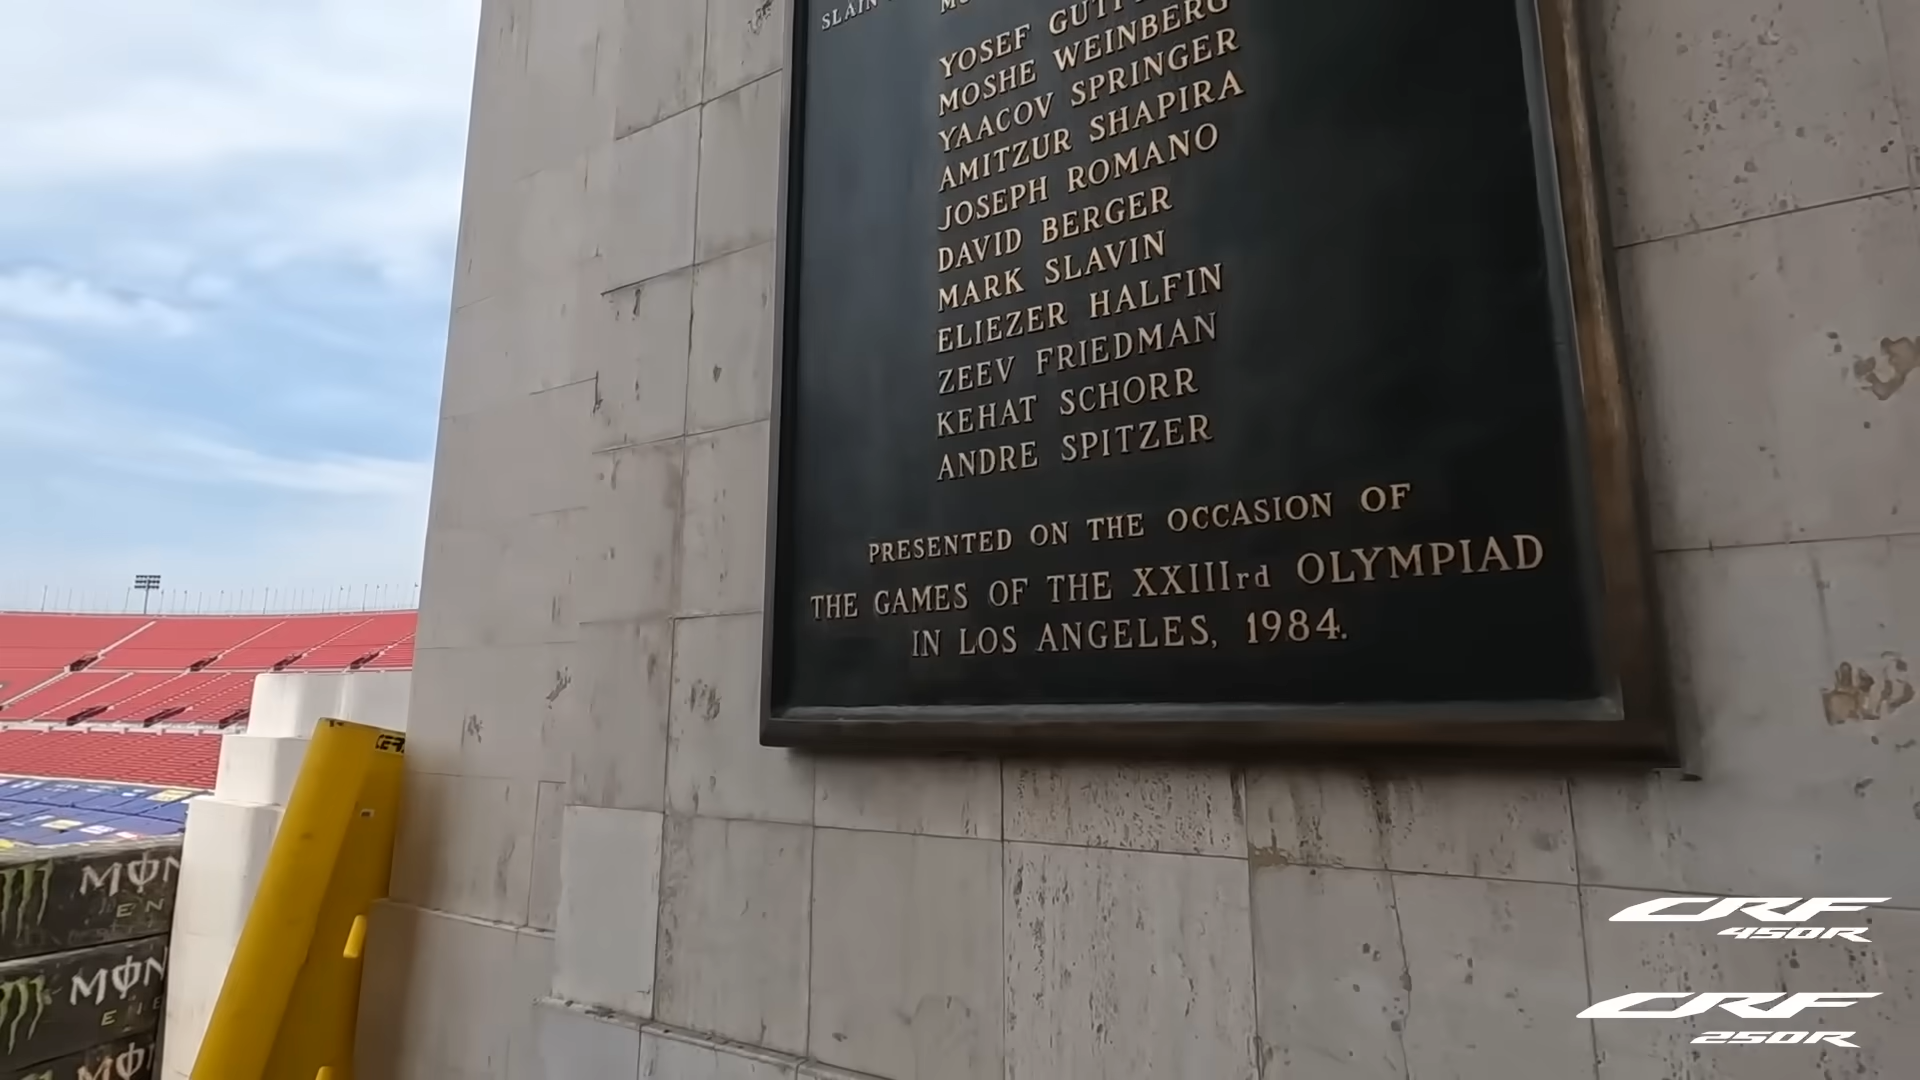 SLAIN
YOSEF
MOSHE WEINBERG
YAACOV SPRINGER
AMITZUR SHAPIRA
JOSEPH ROMANO
DAVID BERGER
MARK SLAVIN
ELIEZER HALFIN
ZEEV FRIEDMAN
KEHAT SCHORR
ANDRE SPITZER
PRESENTED ON THE OCCASION OF
THE GAMES OF THE XXIIIrd OLYMPIAD
IN LOS ANGELES, 1984.
CRF
450R
CRF
250R